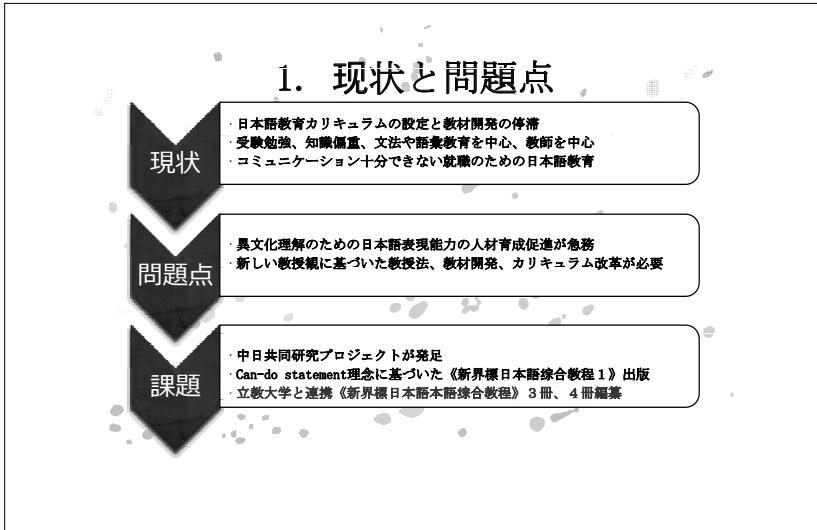 1. 現状と問題点
現状
· 日本語教育カリキュラムの設定と教材開発の停滞
· 受験勉強、知識偏重、文法や語彙教育を中心、教師を中心
· コミュニケーション十分できない就職のための日本語教育
問題点
· 異文化理解のための日本語表現能力の人材育成促進が急務
· 新しい教授観に基づいた教授法、教材開発、カリキュラム改革が必要
課題
· 中日共同研究プロジェクトが発足
· Can-do statement理念に基づいた《新界標日本語综合教程１》出版
· 立教大学と連携《新界標日本語本語综合教程》３冊、４冊編纂